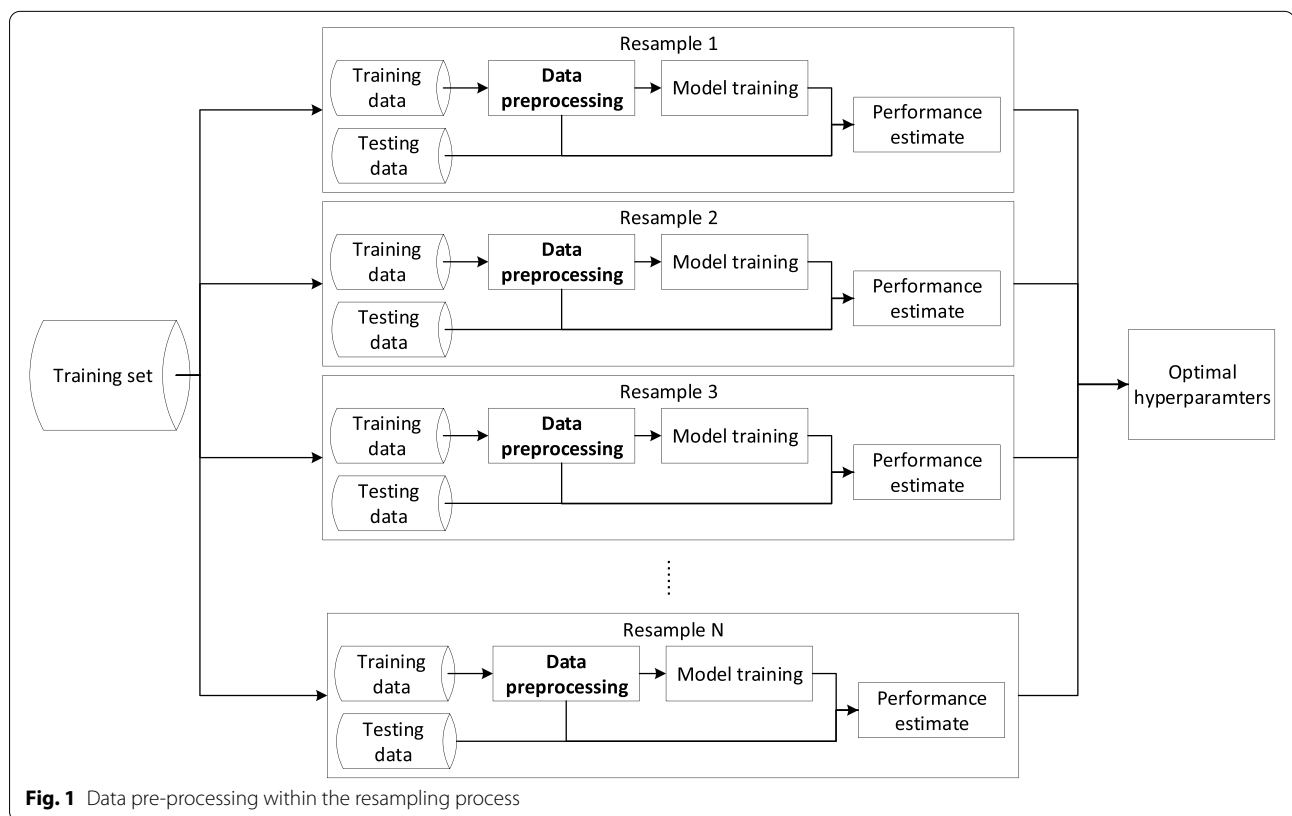 Resample 1
Training
data
Data
preprocessing
Model training
Testing
data
Performance
estimate
Resample 2
Training
data
Data
preprocessing
Model training
Testing
data
Performance
estimate
Training set
Resample 3
Training
data
Data
preprocessing
Model training
Testing
data
Performance
estimate
Optimal
hyperparamters
Resample N
Training
data
Data
preprocessing
Model training
Testing
data
Performance
estimate
Fig. 1 Data pre-processing within the resampling process